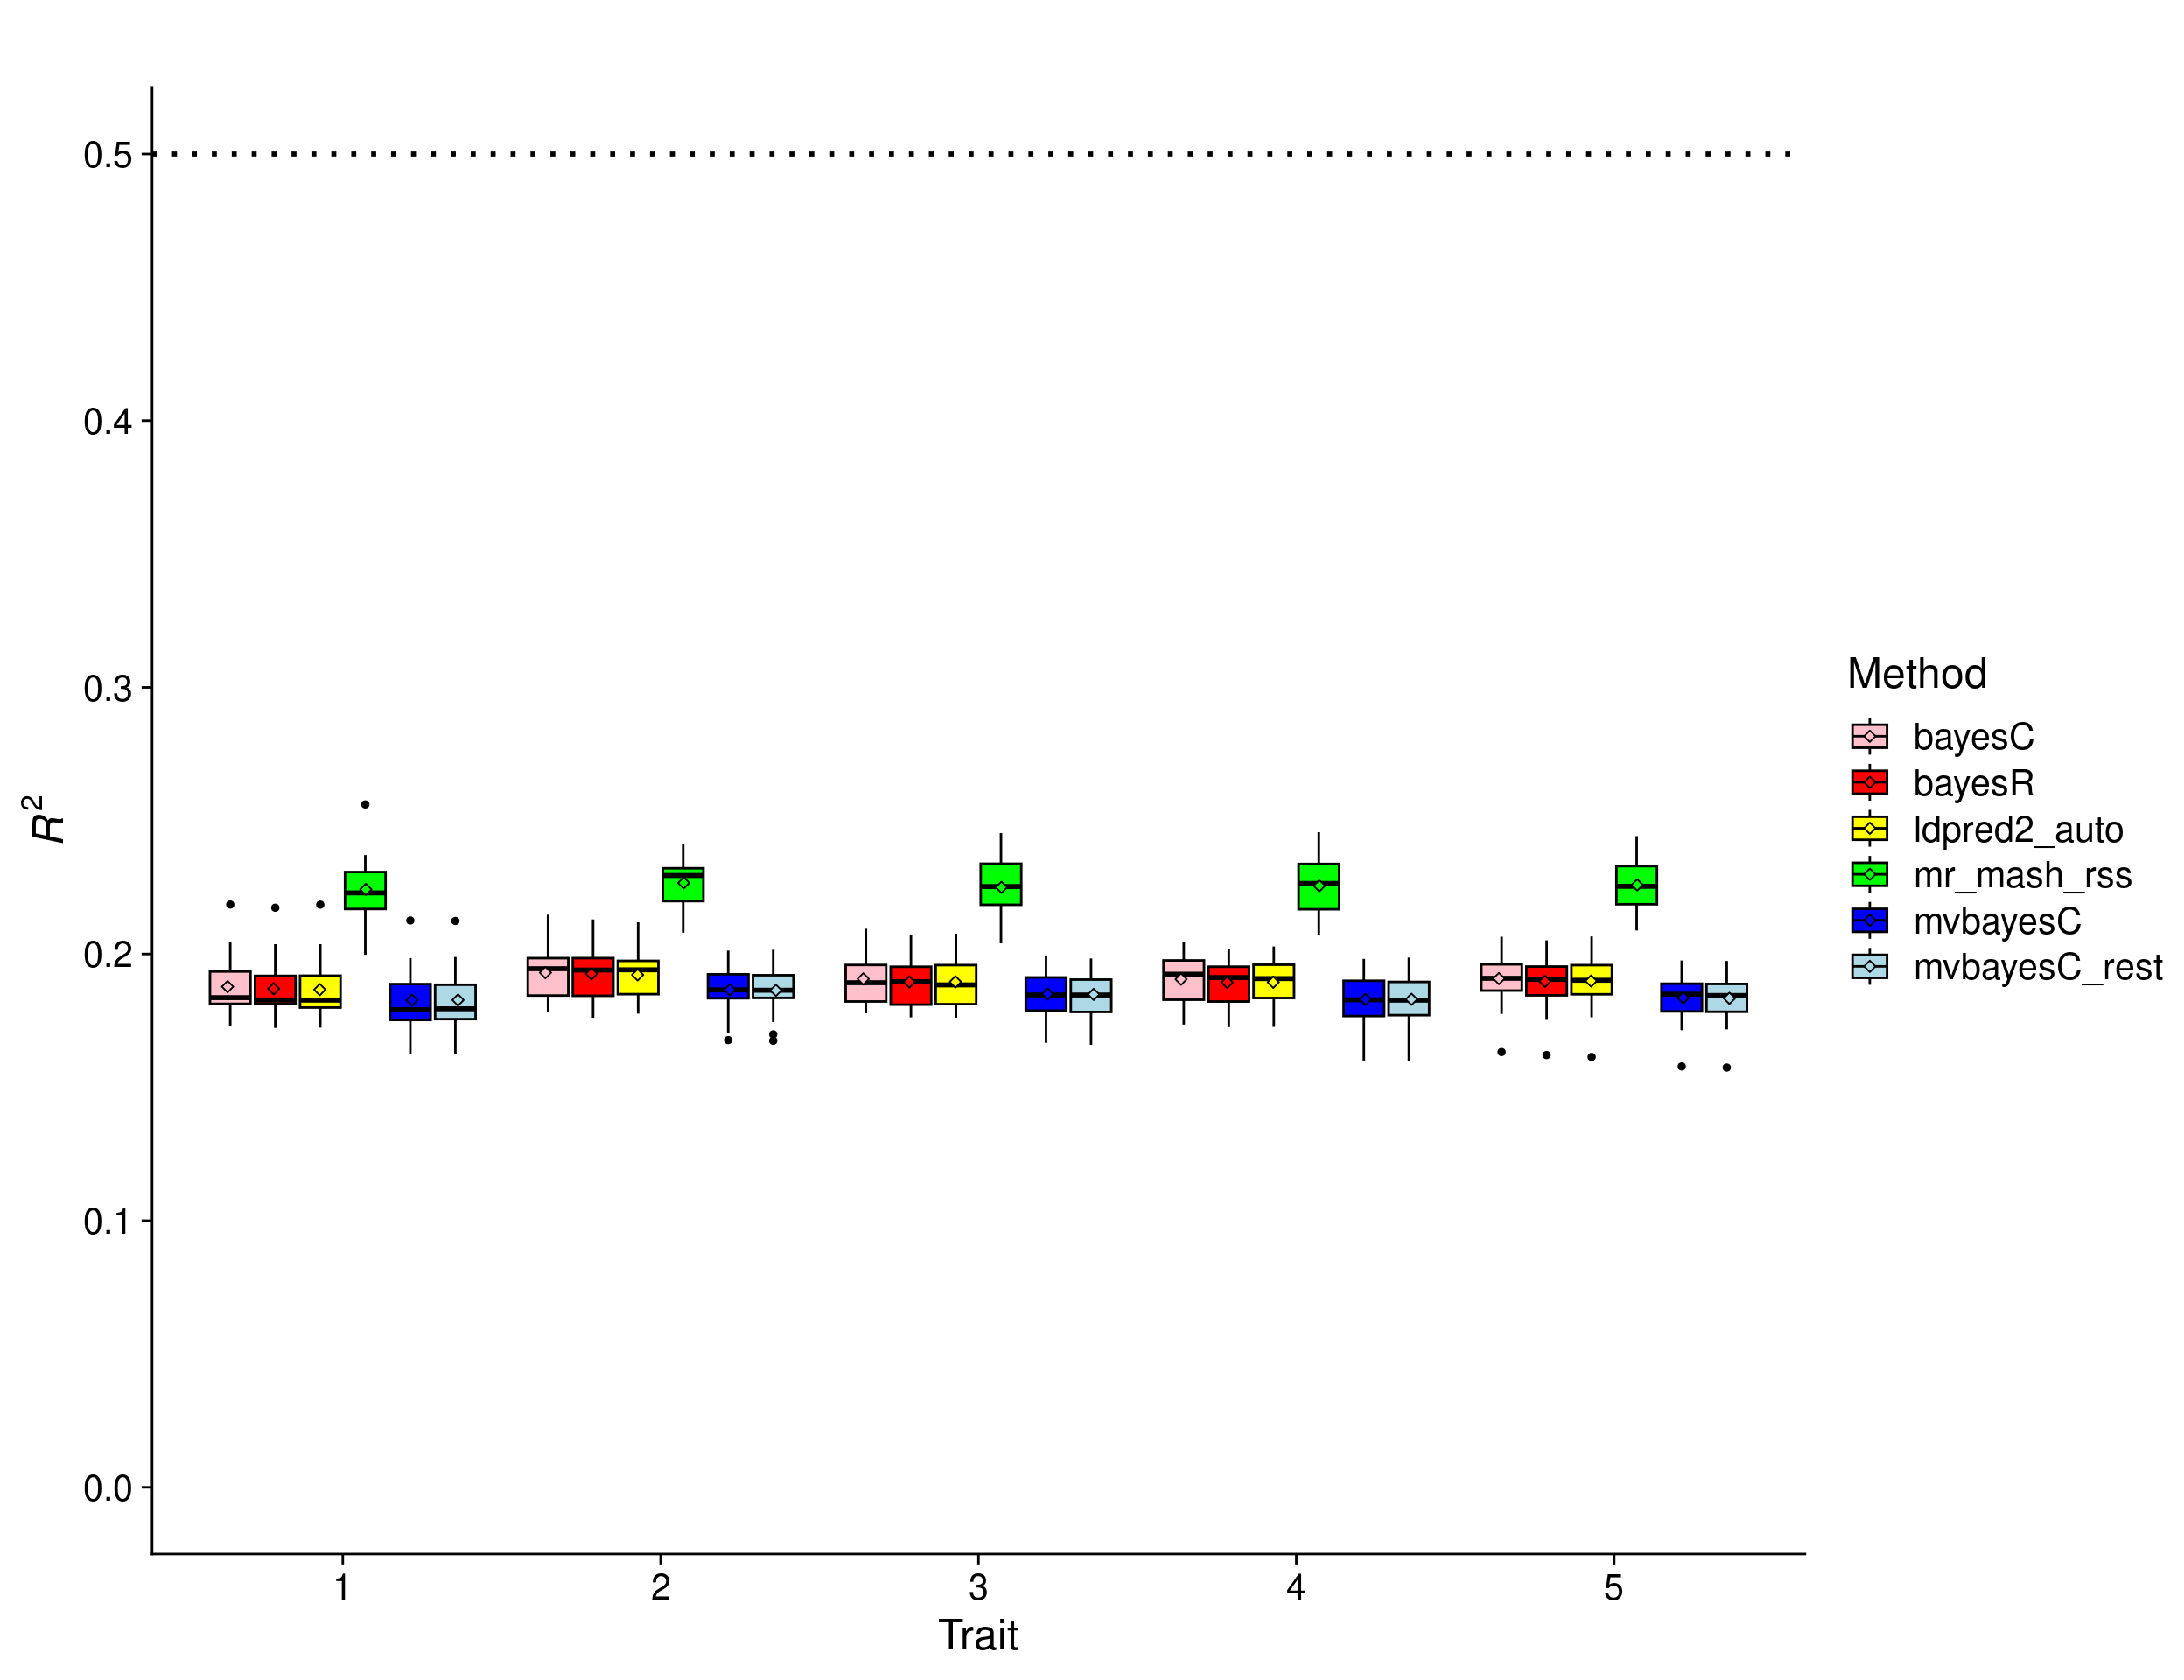 0.5
0.4
0.3
0.2
0.1
0.0
R²
1 2 3 4 5
Trait
Method
bayesC
bayesR
ldpred2_auto
mr_mash_rss
mvbayesC
mvbayesC_rest